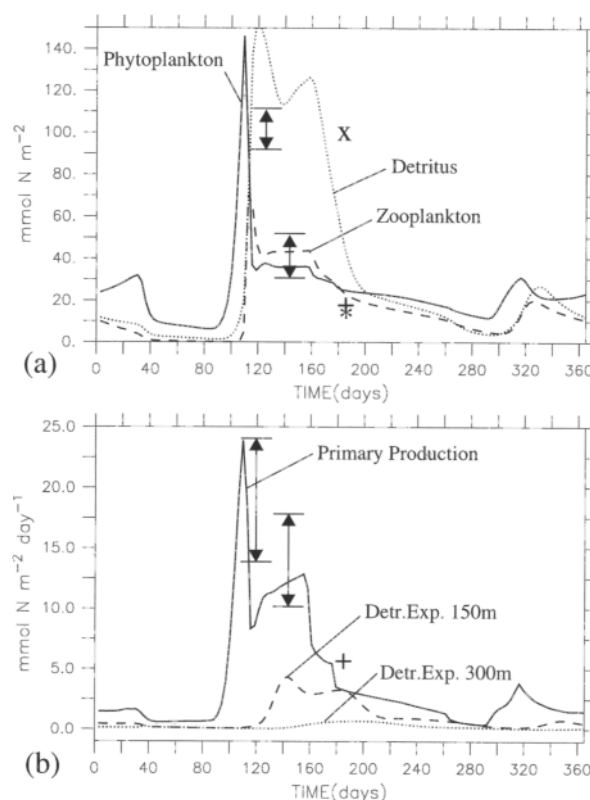 140.
120.
100.
80.
60.
40.
20.
0.
mmol N m⁻²
Phytoplankton
X
Detritus
Zooplankton
+
*
0 40 80 120 160 200 240 280 320 360
TIME(days)
(a)
25.0
20.0
15.0
10.0
5.0
0.0
mmol N m⁻² day⁻¹
Primary Production
Detr.Exp. 150m
+
Detr.Exp. 300m
0 40 80 120 160 200 240 280 320 360
TIME(days)
(b)